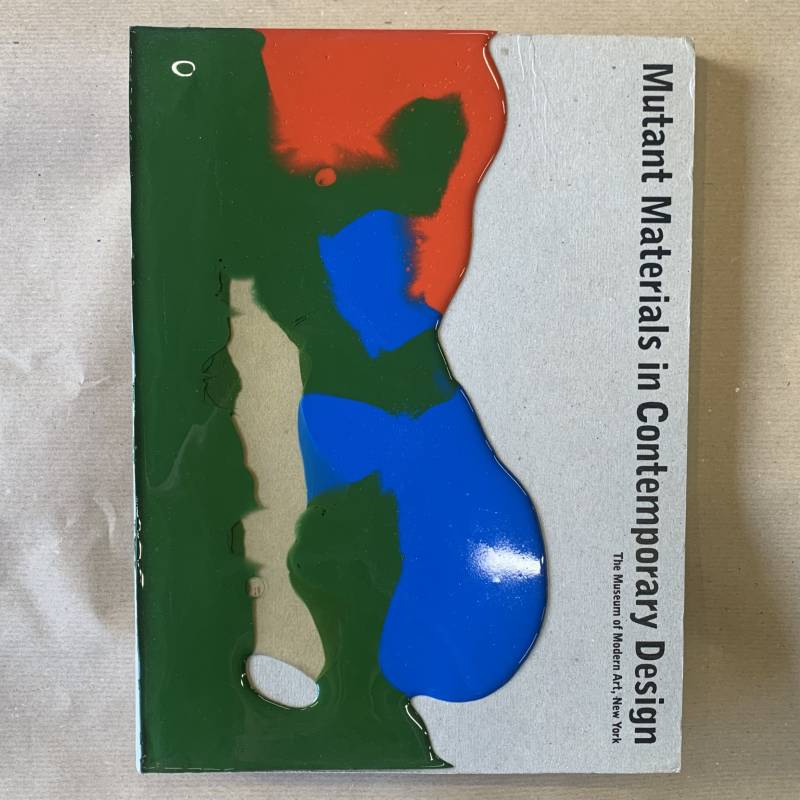 Mutant Materials in Contemporary Design
The Museum of Modern Art, New York